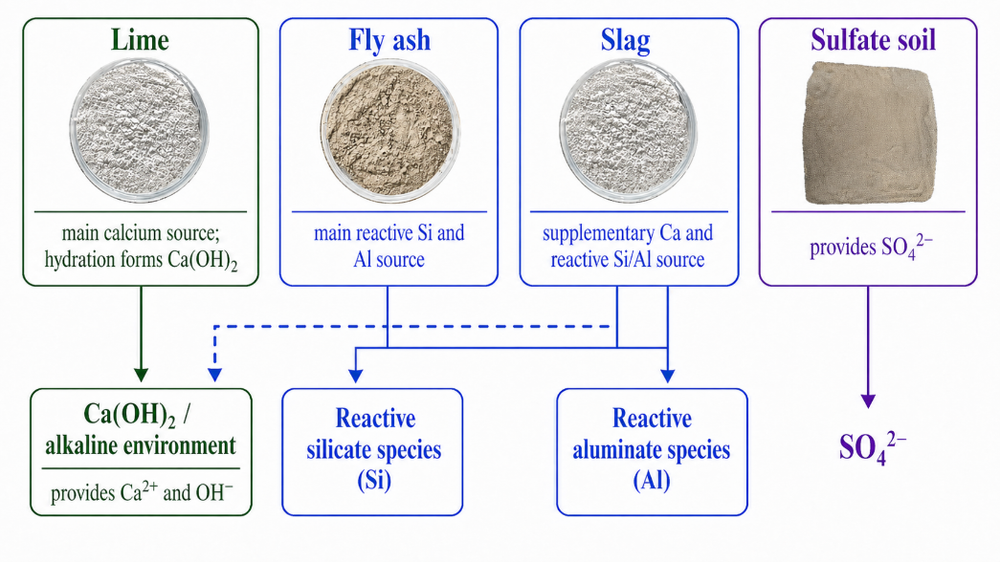 Lime
main calcium source;
hydration forms Ca(OH)₂
Fly ash
main reactive Si and
Al source
Slag
supplementary Ca and
reactive Si/Al source
Sulfate soil
provides SO₄²⁻
Ca(OH)₂ /
alkaline environment
provides Ca²⁺ and OH⁻
Reactive
silicate species
(Si)
Reactive
aluminate species
(Al)
SO₄²⁻